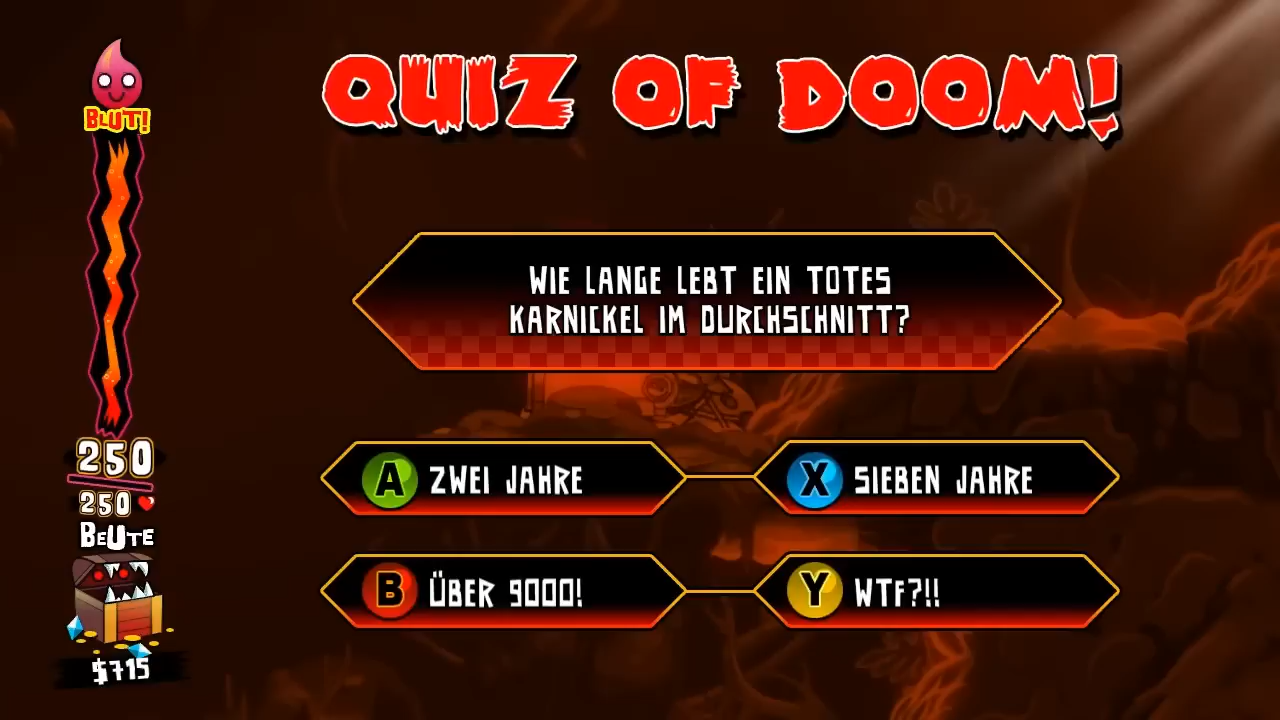 QUIZ OF DOOM!
BLUT!
WIE LANGE LEBT EIN TOTES
KARNICKEL IM DURCHSCHNITT?
250
250
BEUTE
$715
A ZWEI JAHRE
X SIEBEN JAHRE
B ÜBER 9000!
Y WTF?!!